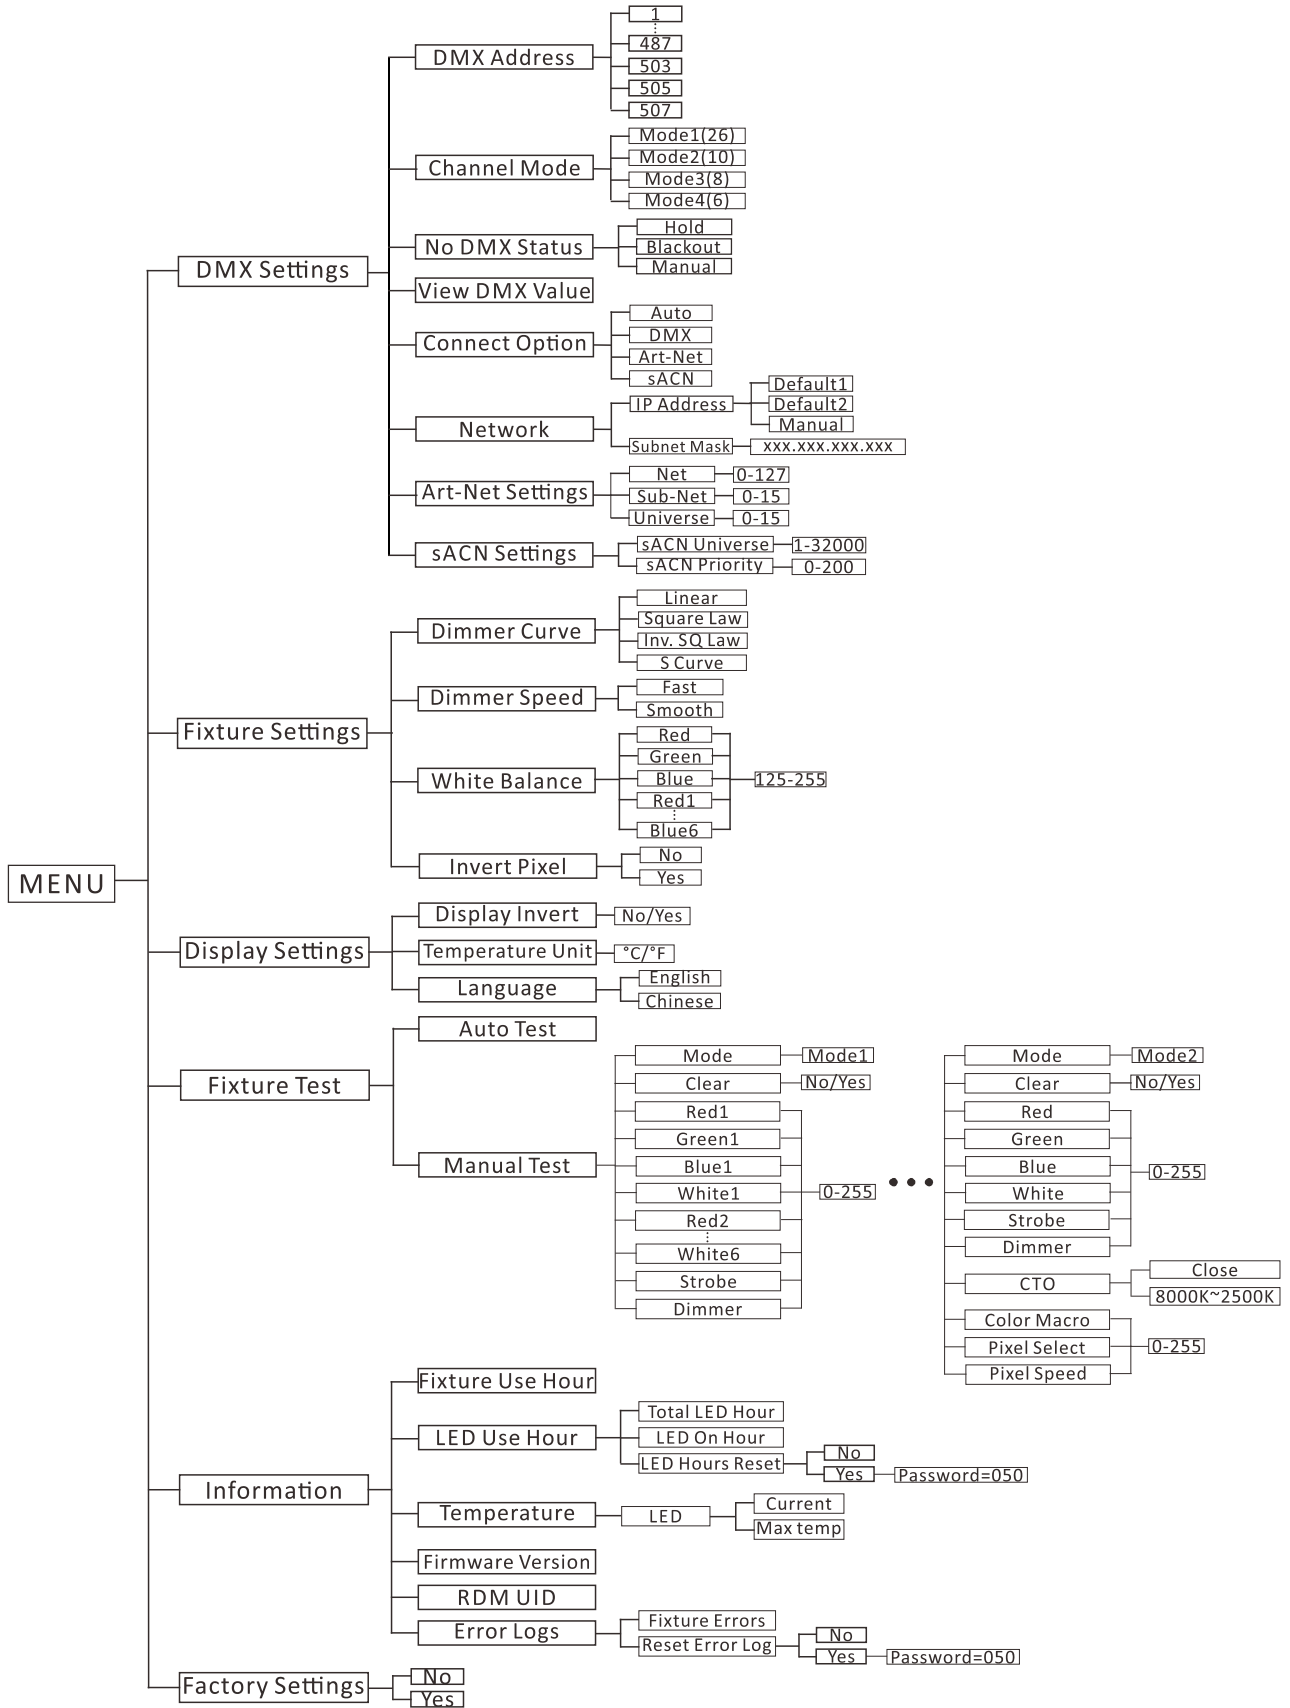 MENU
DMX Settings
DMX Address
1
487
503
505
507
Channel Mode
Mode1(26)
Mode2(10)
Mode3(8)
Mode4(6)
No DMX Status
Hold
Blackout
Manual
View DMX Value
Connect Option
Auto
DMX
Art-Net
sACN
Network
IP Address
Default1
Default2
Manual
Subnet Mask
xxx.xxx.xxx.xxx
Art-Net Settings
Net
0-127
Sub-Net
0-15
Universe
0-15
sACN Settings
sACN Universe
1-32000
sACN Priority
0-200
Fixture Settings
Dimmer Curve
Linear
Square Law
Inv. SQ Law
S Curve
Dimmer Speed
Fast
Smooth
White Balance
Red
Green
Blue
Red1
Blue6
125-255
Invert Pixel
No
Yes
Display Settings
Display Invert
No/Yes
Temperature Unit
°C/°F
Language
English
Chinese
Fixture Test
Auto Test
Manual Test
Mode
Mode1
Clear
No/Yes
Red1
Green1
Blue1
White1
Red2
White6
Strobe
Dimmer
0-255
•••
Mode
Mode2
Clear
No/Yes
Red
Green
Blue
White
Strobe
Dimmer
0-255
CTO
Close
8000K~2500K
Color Macro
Pixel Select
Pixel Speed
0-255
Information
Fixture Use Hour
LED Use Hour
Total LED Hour
LED On Hour
LED Hours Reset
No
Yes
Password=050
Temperature
LED
Current
Max temp
Firmware Version
RDM UID
Error Logs
Fixture Errors
Reset Error Log
No
Yes
Password=050
Factory Settings
No
Yes